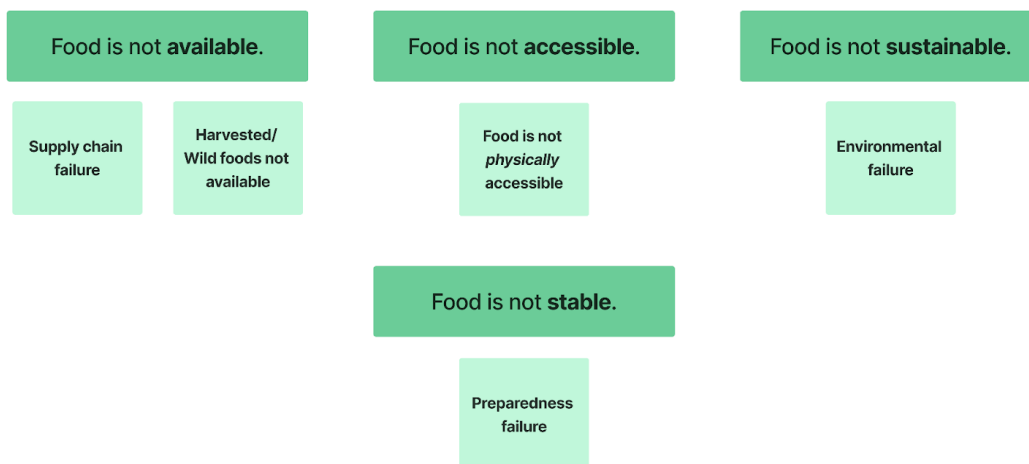 Food is not available.
Supply chain
failure
Harvested/
Wild foods not
available
Food is not accessible.
Food is not
physically
accessible
Food is not sustainable.
Environmental
failure
Food is not stable.
Preparedness
failure